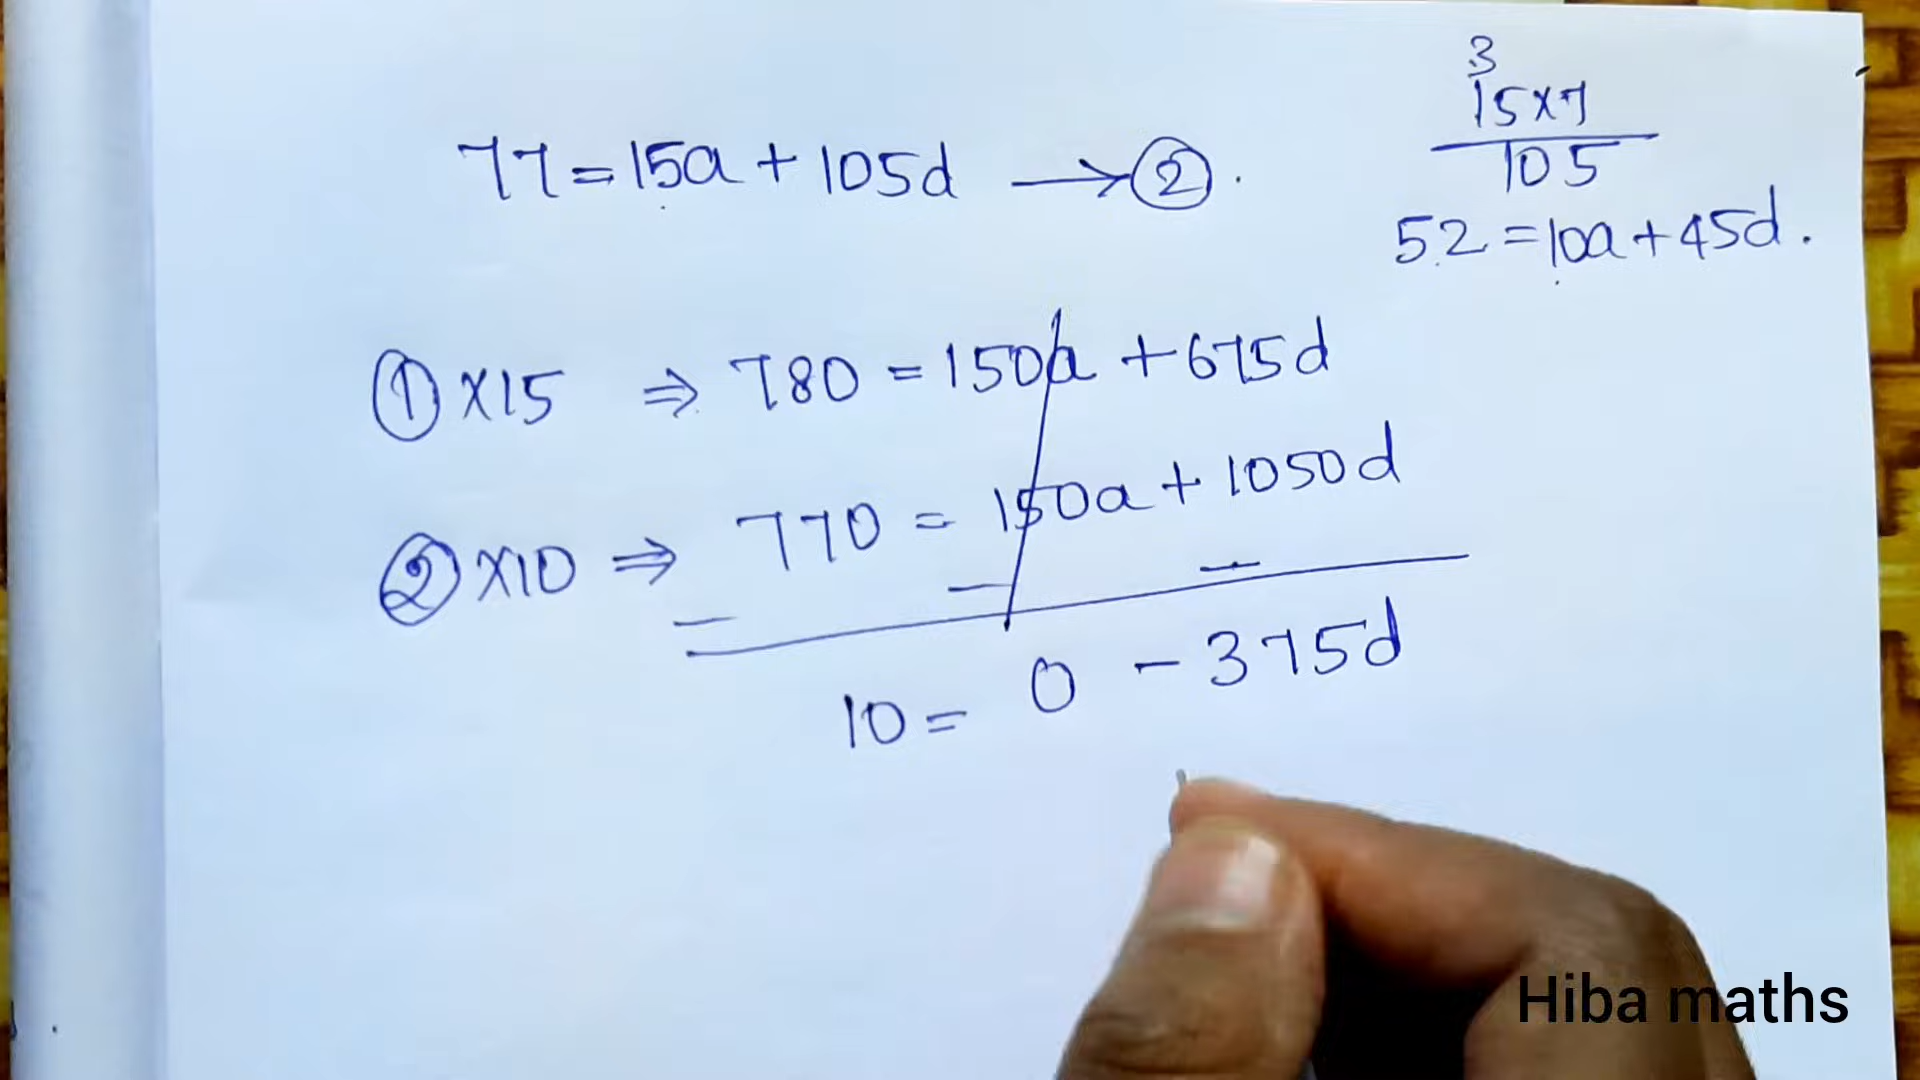 3
15×7
105
77=15a+105d → ②.
52=10a+45d.
①×15 ⇒ 780=150a+675d
②×10 ⇒ 770=150a+1050d
— — —
10= 0 -375d
Hiba maths